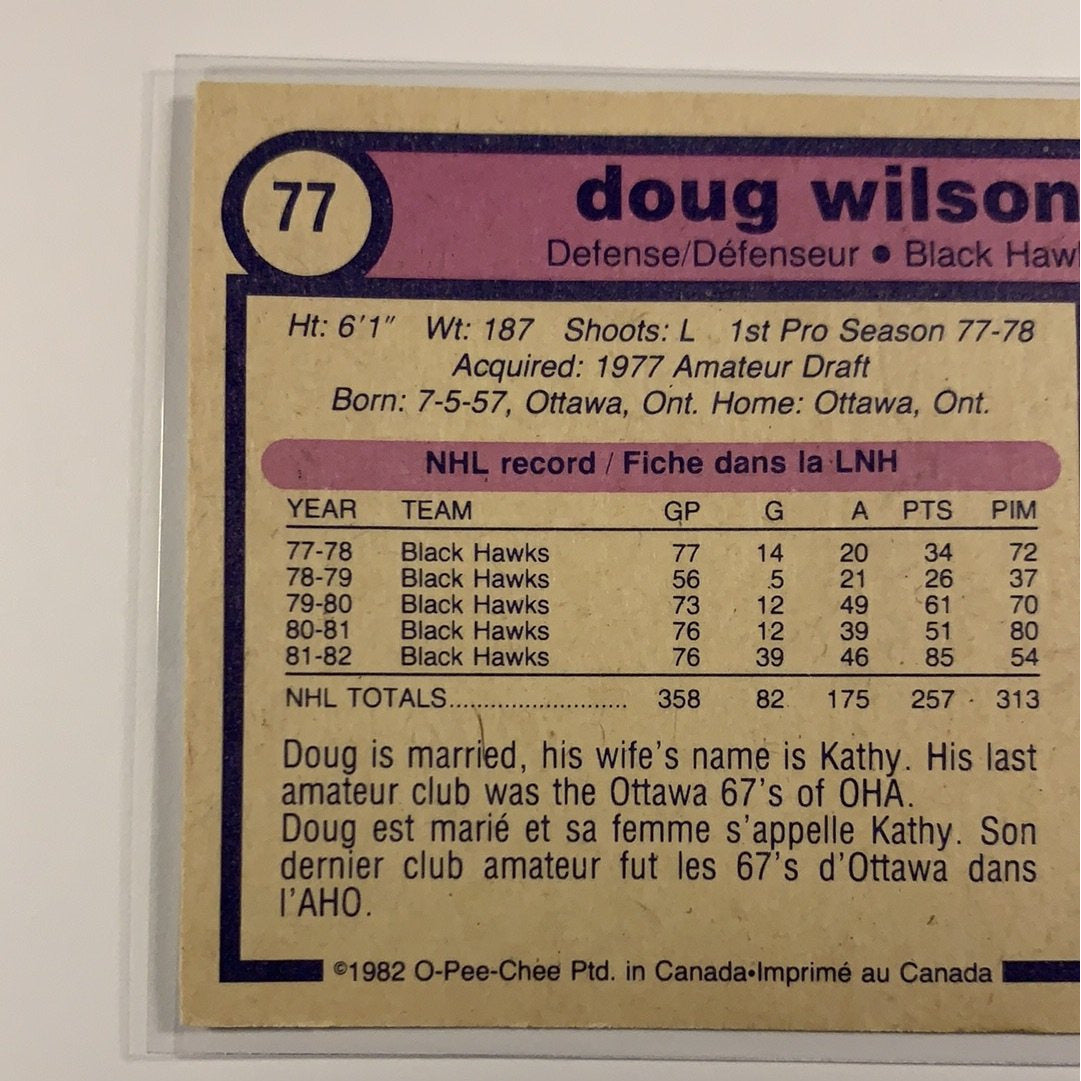 77
doug wilson
Defense/Défenseur • Black
Ht: 6'1" Wt: 187 Shoots: L 1st Pro Season 77-78
Acquired: 1977 Amateur Draft
Born: 7-5-57, Ottawa, Ont. Home: Ottawa, Ont.
NHL record / Fiche dans la LNH
YEAR TEAM GP G A PTS PIM
77-78 Black Hawks 77 14 20 34 72
78-79 Black Hawks 56 5 21 26 37
79-80 Black Hawks 73 12 49 61 70
80-81 Black Hawks 76 12 39 51 80
81-82 Black Hawks 76 39 46 85 54
NHL TOTALS.......................... 358 82 175 257 313
Doug is married, his wife's name is Kathy. His last
amateur club was the Ottawa 67's of OHA.
Doug est marié et sa femme s'appelle Kathy. Son
dernier club amateur fut les 67's d'Ottawa dans
l'AHO.
©1982 O-Pee-Chee Ptd. in Canada•Imprimé au Canada